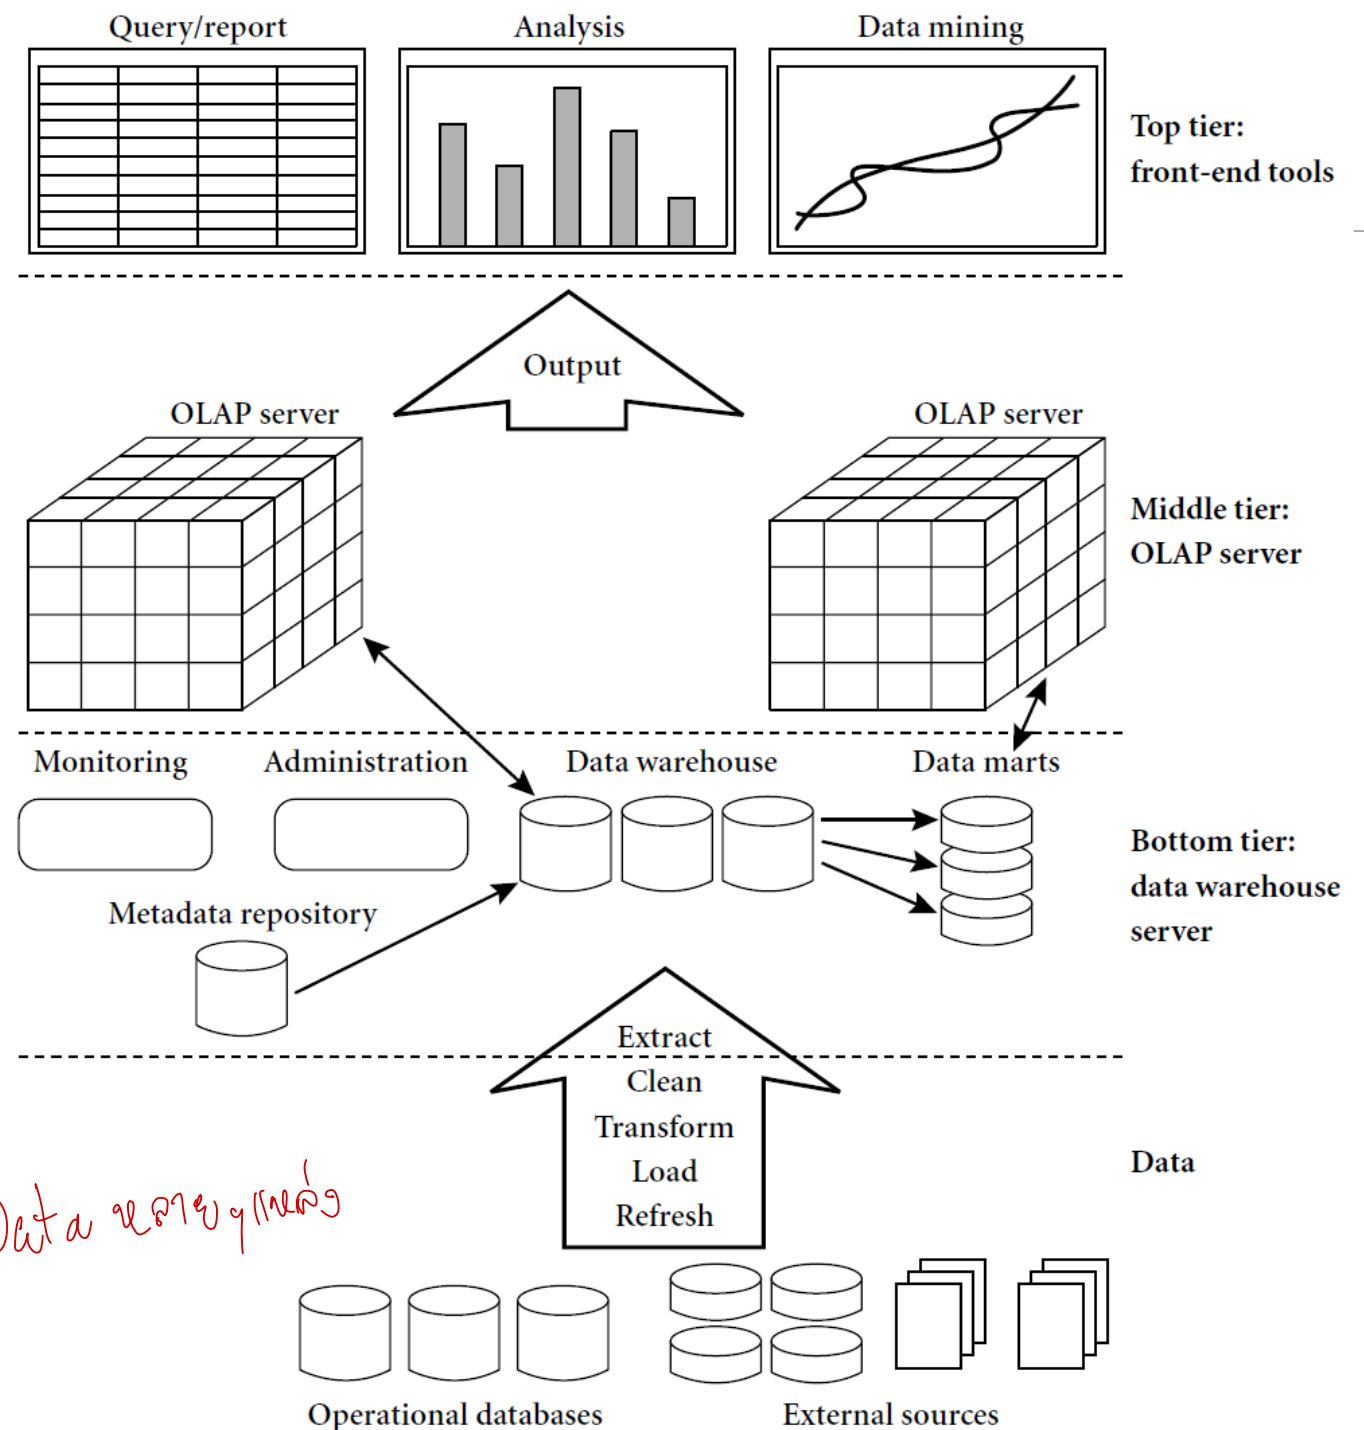 Query/report
Analysis
Data mining
Top tier:
front-end tools
Output
OLAP server
OLAP server
Middle tier:
OLAP server
Monitoring
Administration
Data warehouse
Data marts
Bottom tier:
data warehouse
server
Metadata repository
Extract
Clean
Transform
Load
Refresh
Data
Data หลายๆแหล่ง
Operational databases
External sources